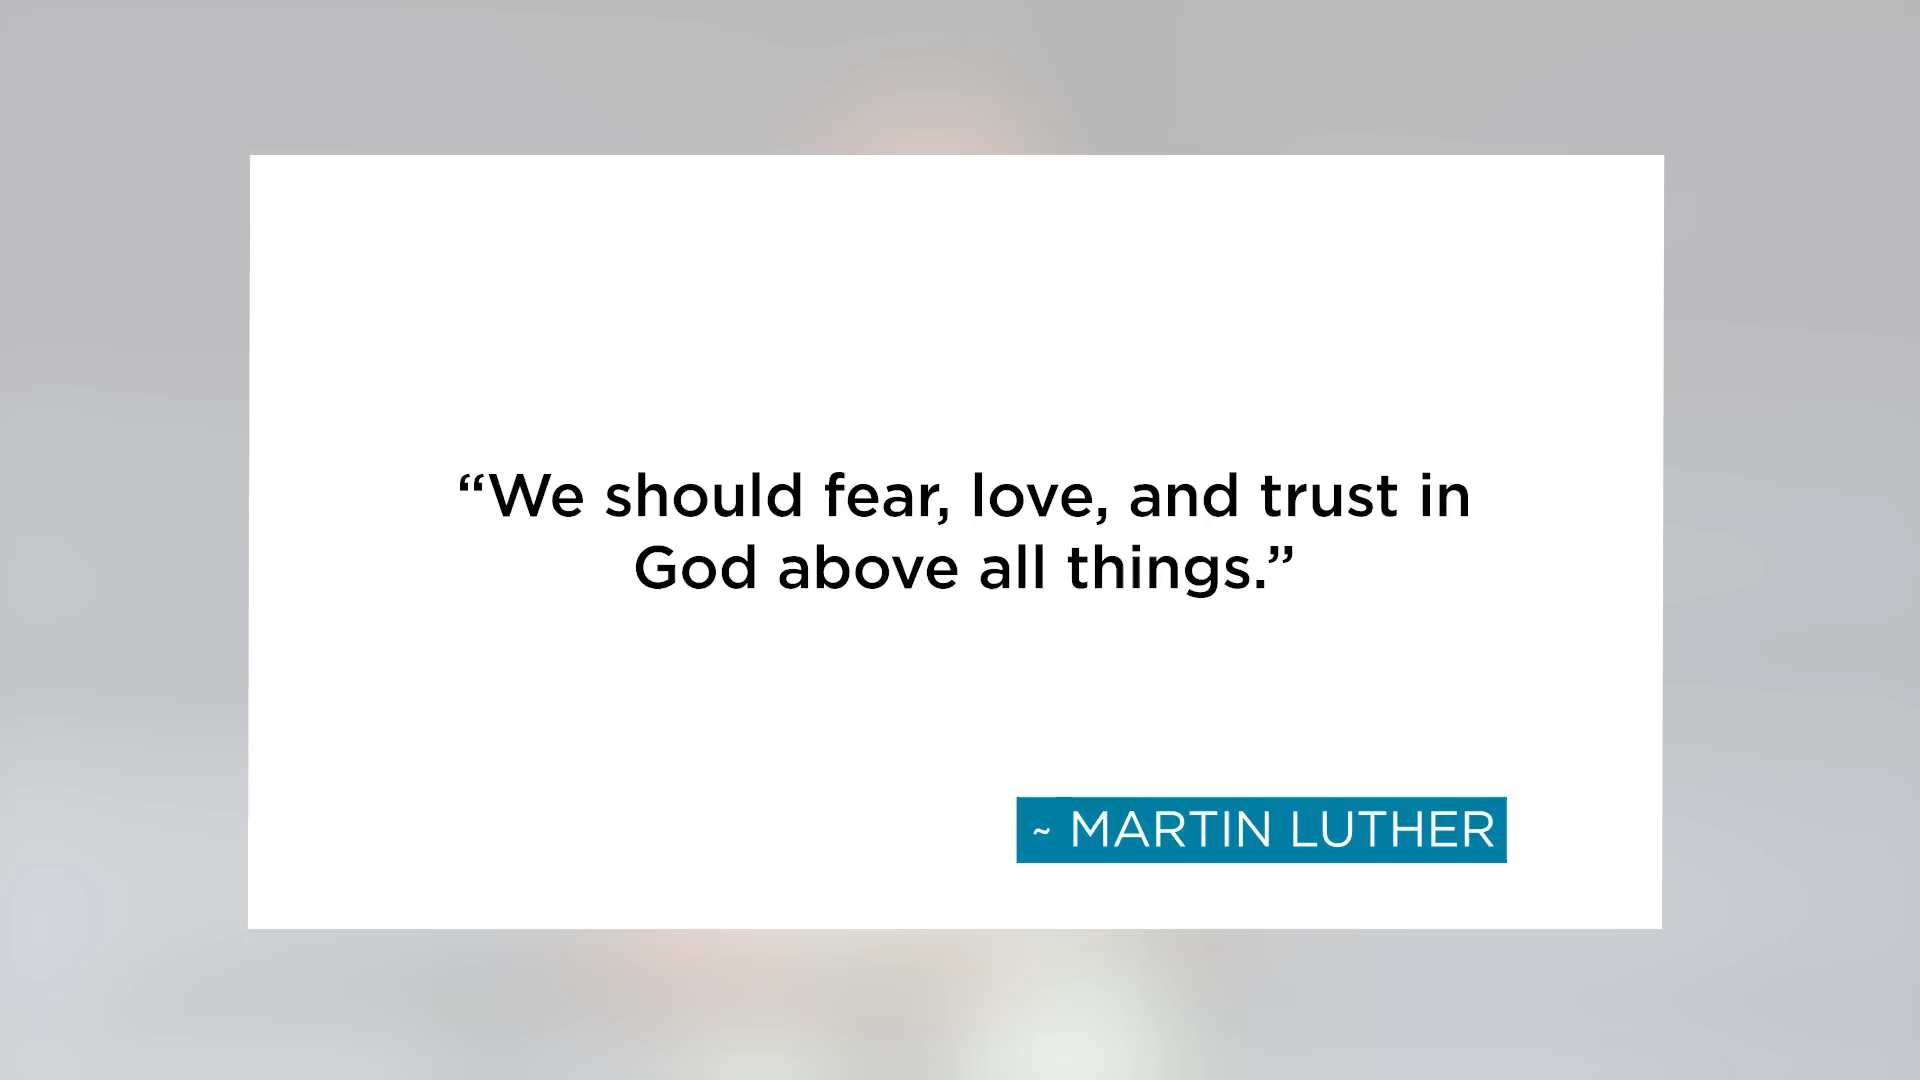 “We should fear, love, and trust in
God above all things.”
~ MARTIN LUTHER